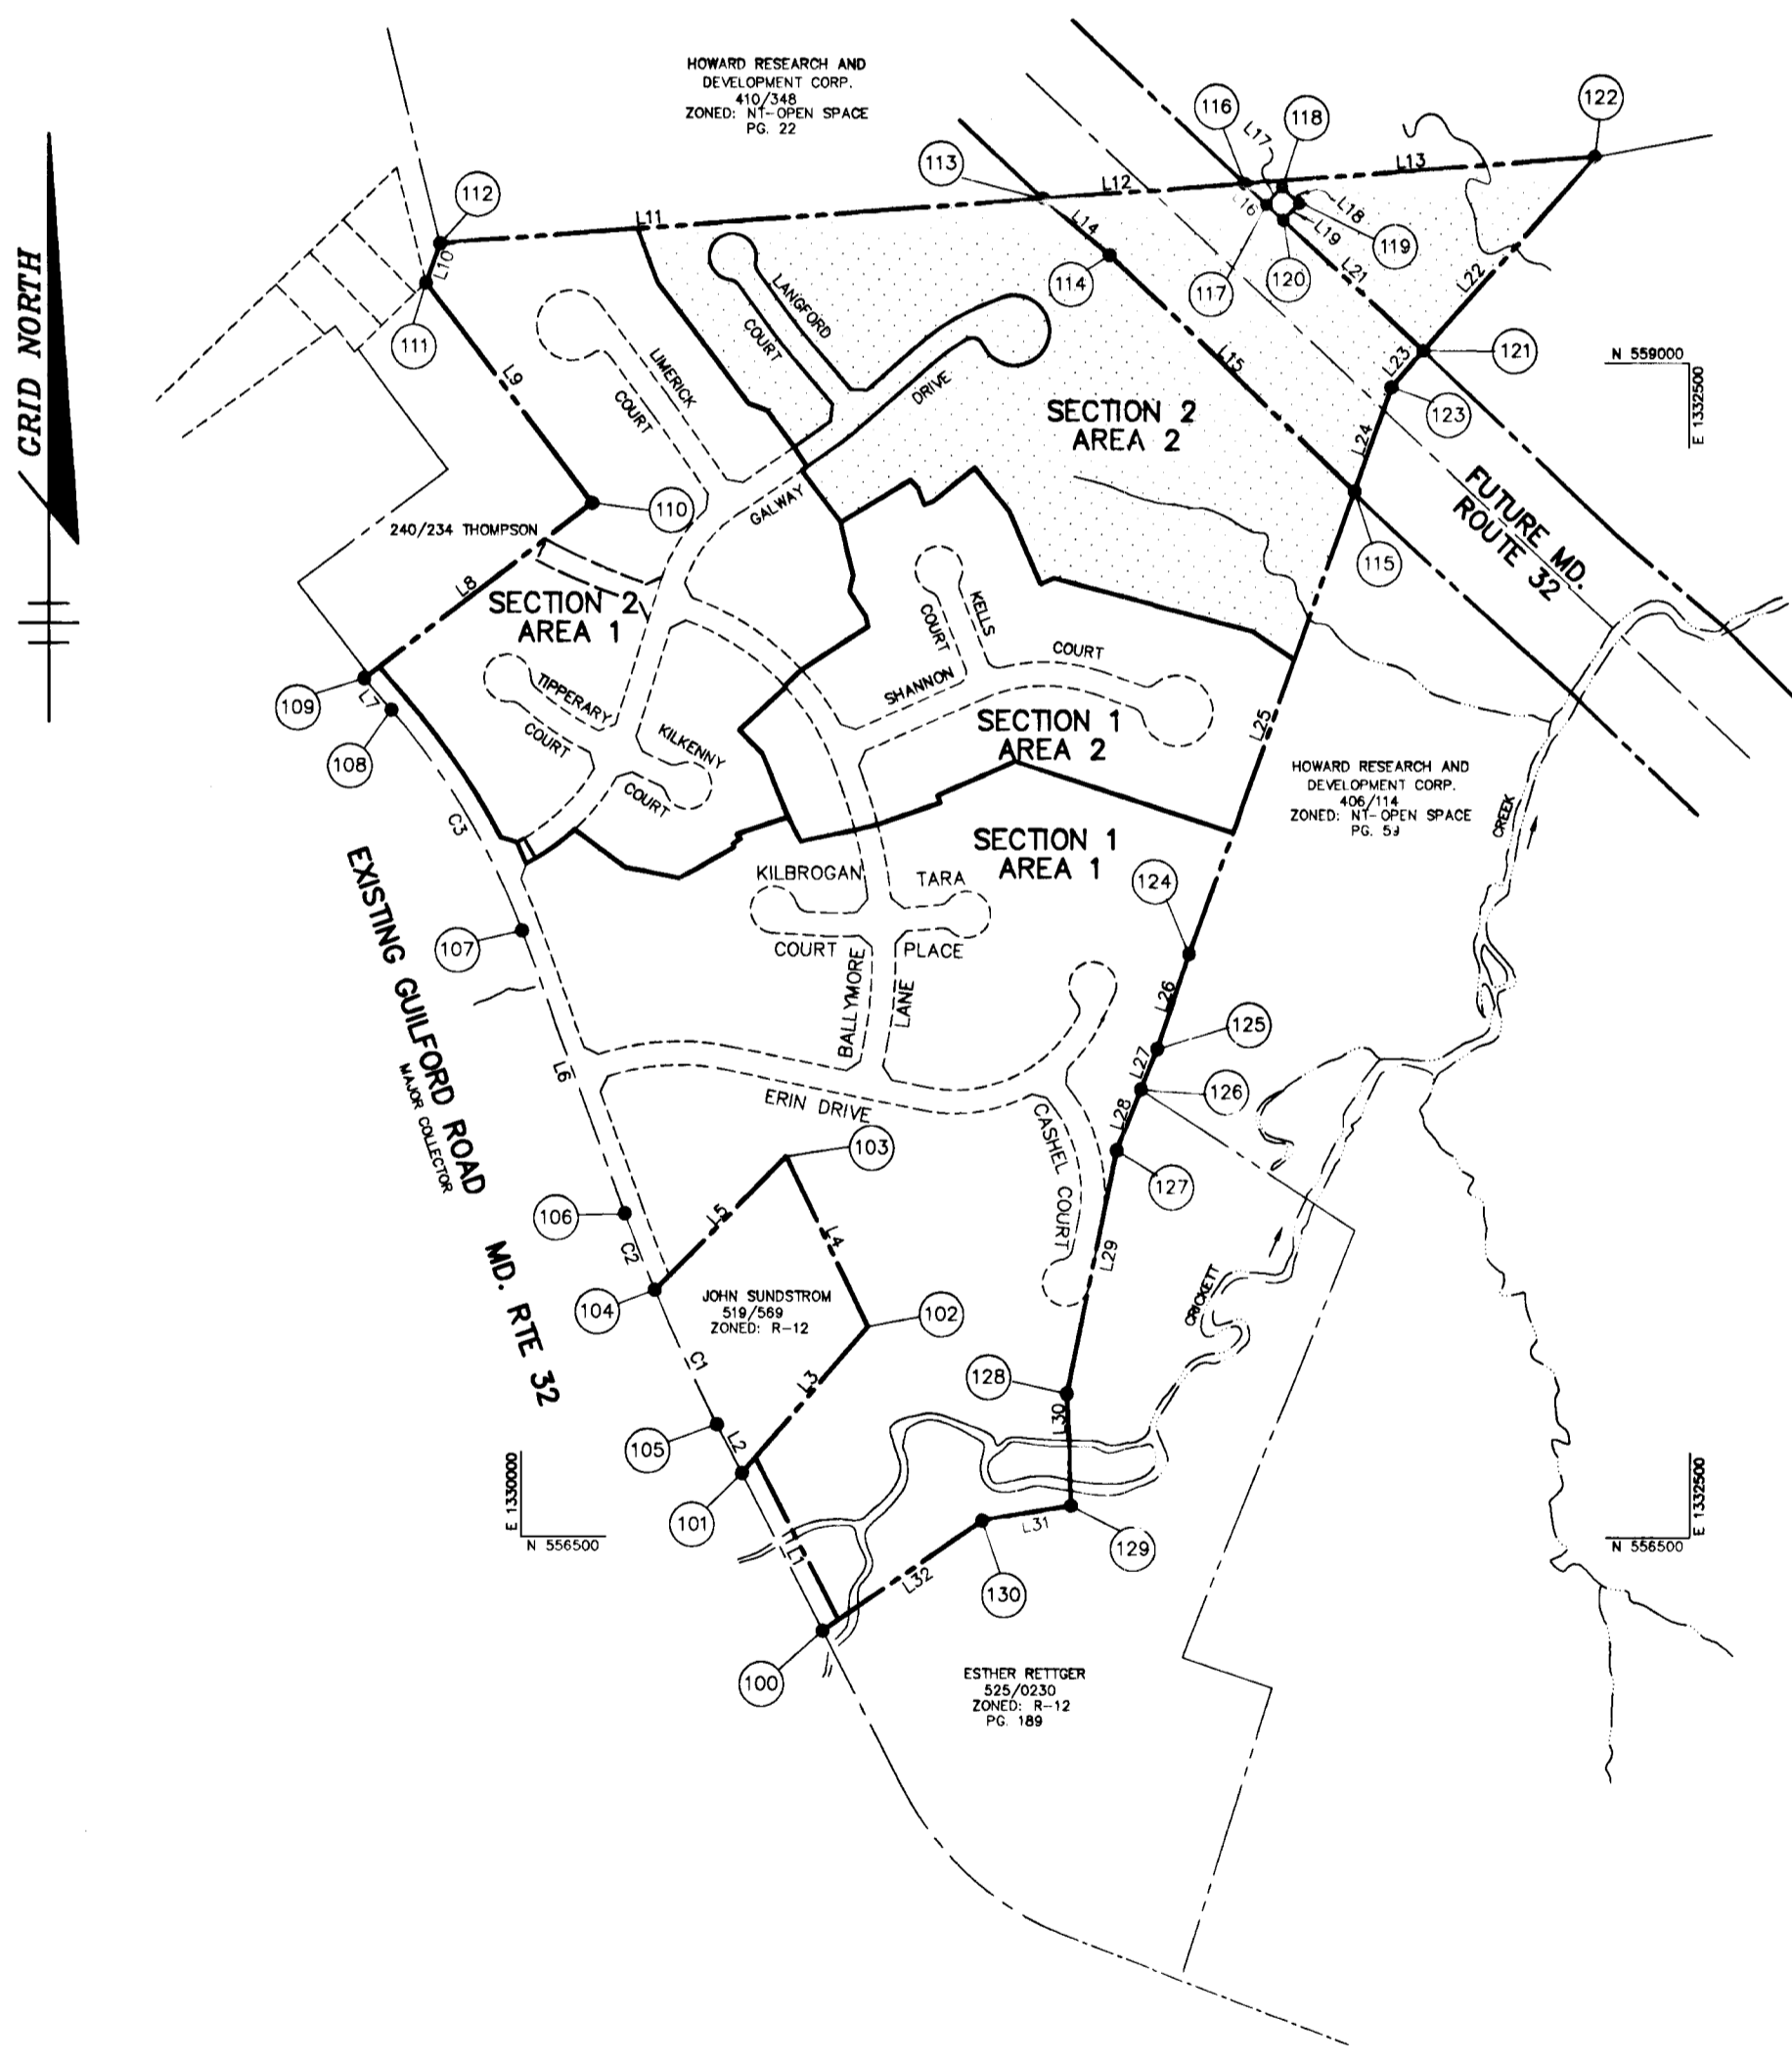 HOWARD RESEARCH AND
DEVELOPMENT CORP.
410/348
ZONED: NT-OPEN SPACE
PG. 22
GRID NORTH
122
116
118
L17
113
L13
L12
112
L11
L16
L18
L14
L19
119
L10
114
117
120
L21
L22
111
LANGFORD
COURT
LIMERICK
COURT
L9
L15
L23
121
N 559000
E 1332500
DRIVE
SECTION 2
AREA 2
123
L24
FUTURE MD.
ROUTE 32
110
GALWAY
240/234 THOMPSON
115
L8
SECTION 2
AREA 1
KELLS
COURT
COURT
SHANNON
109
L7
TIPPERARY
COURT
KILKENNY
COURT
SECTION 1
AREA 2
L25
108
HOWARD RESEARCH AND
DEVELOPMENT CORP.
406/114
ZONED: NT-OPEN SPACE
CREEK
C3
SECTION 1
AREA 1
EXISTING GUILFORD ROAD
MAJOR COLLECTOR
MD. RTE 32
KILBROGAN
COURT
TARA
PLACE
124
107
BALLYMORE
LANE
L26
125
L6
L27
126
ERIN DRIVE
L28
CASHEL COURT
103
127
106
L5
L4
C2
L29
JOHN SUNDSTROM
519/569
ZONED: R-12
104
102
CRICKETT
C1
L3
128
105
L2
L30
E 1330000
N 556500
E 1332500
N 556500
101
L1
L31
129
L32
130
100
ESTHER RETTGER
525/0230
ZONED: R-12
PG. 189